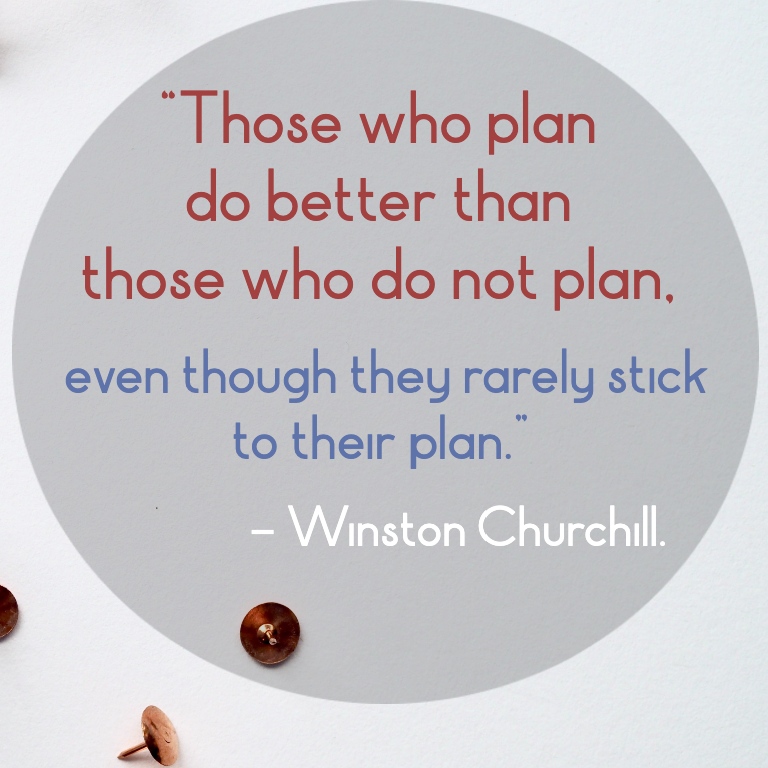 “Those who plan
do better than
those who do not plan,
even though they rarely stick
to their plan.”
– Winston Churchill.